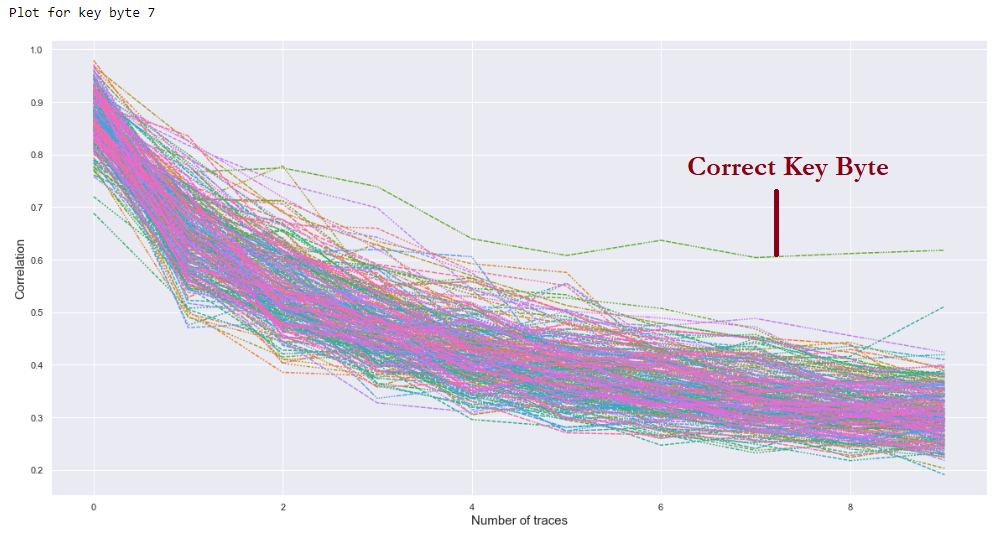 Plot for key byte 7
1.0
0.9
0.8
0.7
0.6
0.5
0.4
0.3
0.2
Correlation
Correct Key Byte
0 2 4 6 8
Number of traces